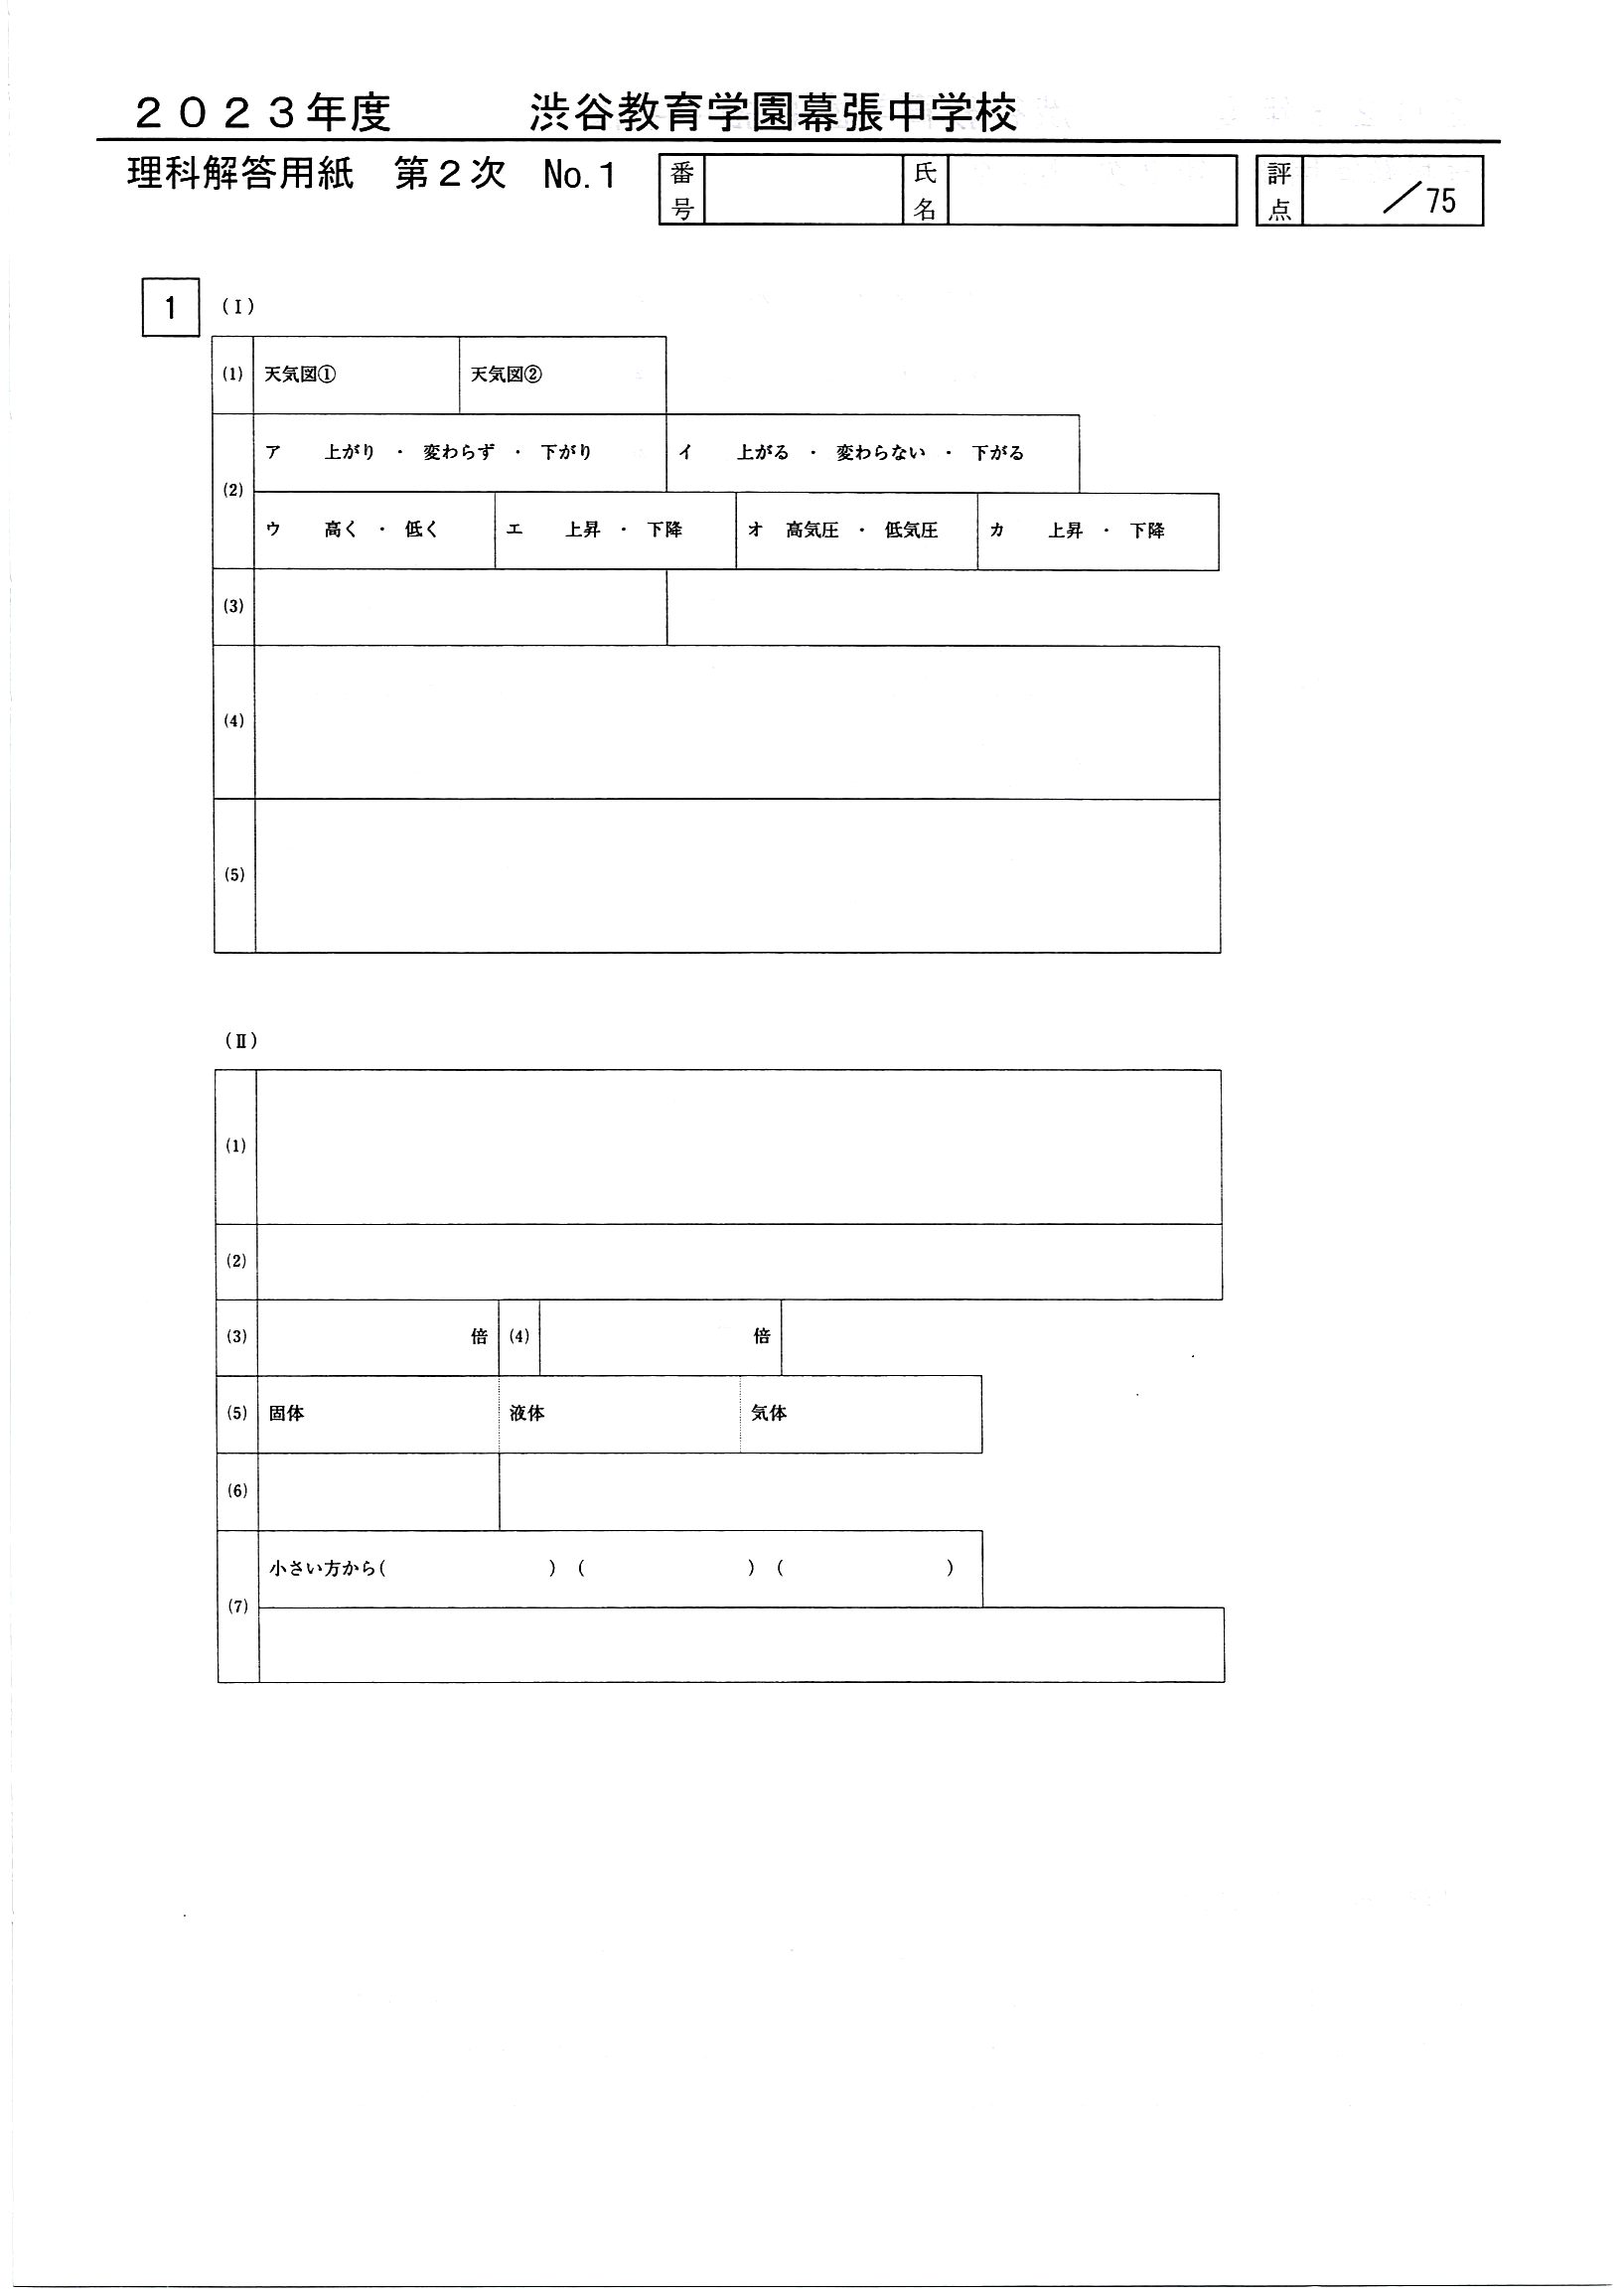 ２０２３年度　渋谷教育学園幕張中学校
理科解答用紙　第２次　No.1　番号　氏名　評点　／75
1　（Ⅰ）
(1)　天気図①　天気図②
(2)　ア　上がり ・ 変わらず ・ 下がり　イ　上がる ・ 変わらない ・ 下がる
ウ　高く ・ 低く　エ　上昇 ・ 下降　オ　高気圧 ・ 低気圧　カ　上昇 ・ 下降
(3)
(4)
(5)
（Ⅱ）
(1)
(2)
(3)　倍　(4)　倍
(5)　固体　液体　気体
(6)
(7)　小さい方から(　　　) (　　　) (　　　)